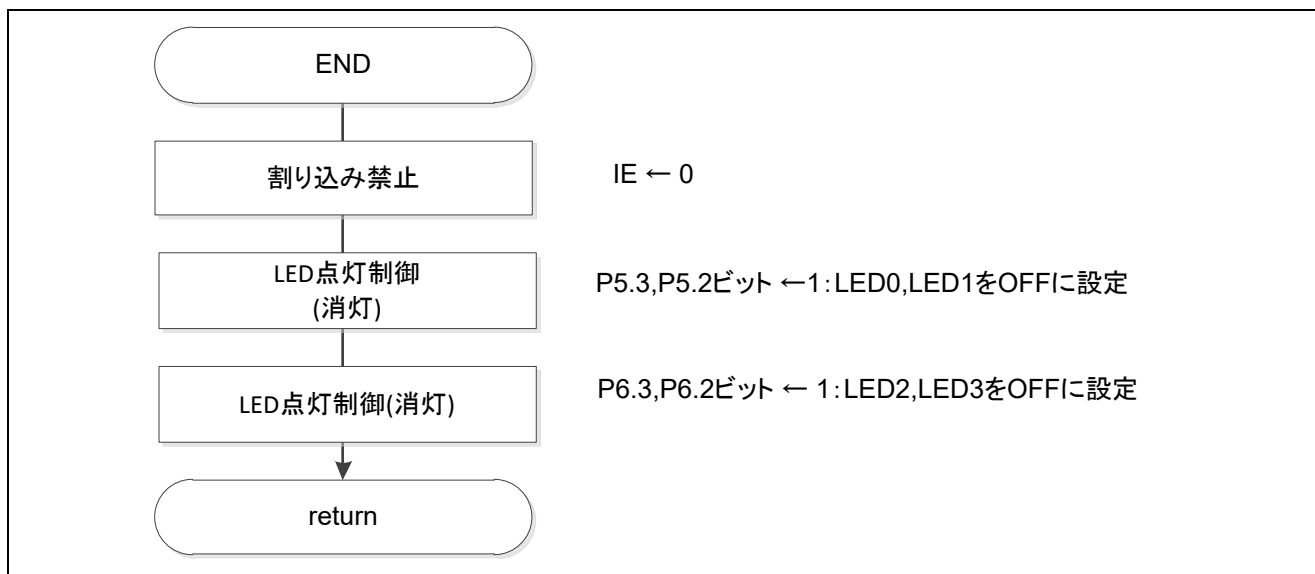 END
割り込み禁止
IE ← 0
LED点灯制御
(消灯)
P5.3,P5.2ビット ←1:LED0,LED1をOFFに設定
LED点灯制御(消灯)
P6.3,P6.2ビット ← 1:LED2,LED3をOFFに設定
return